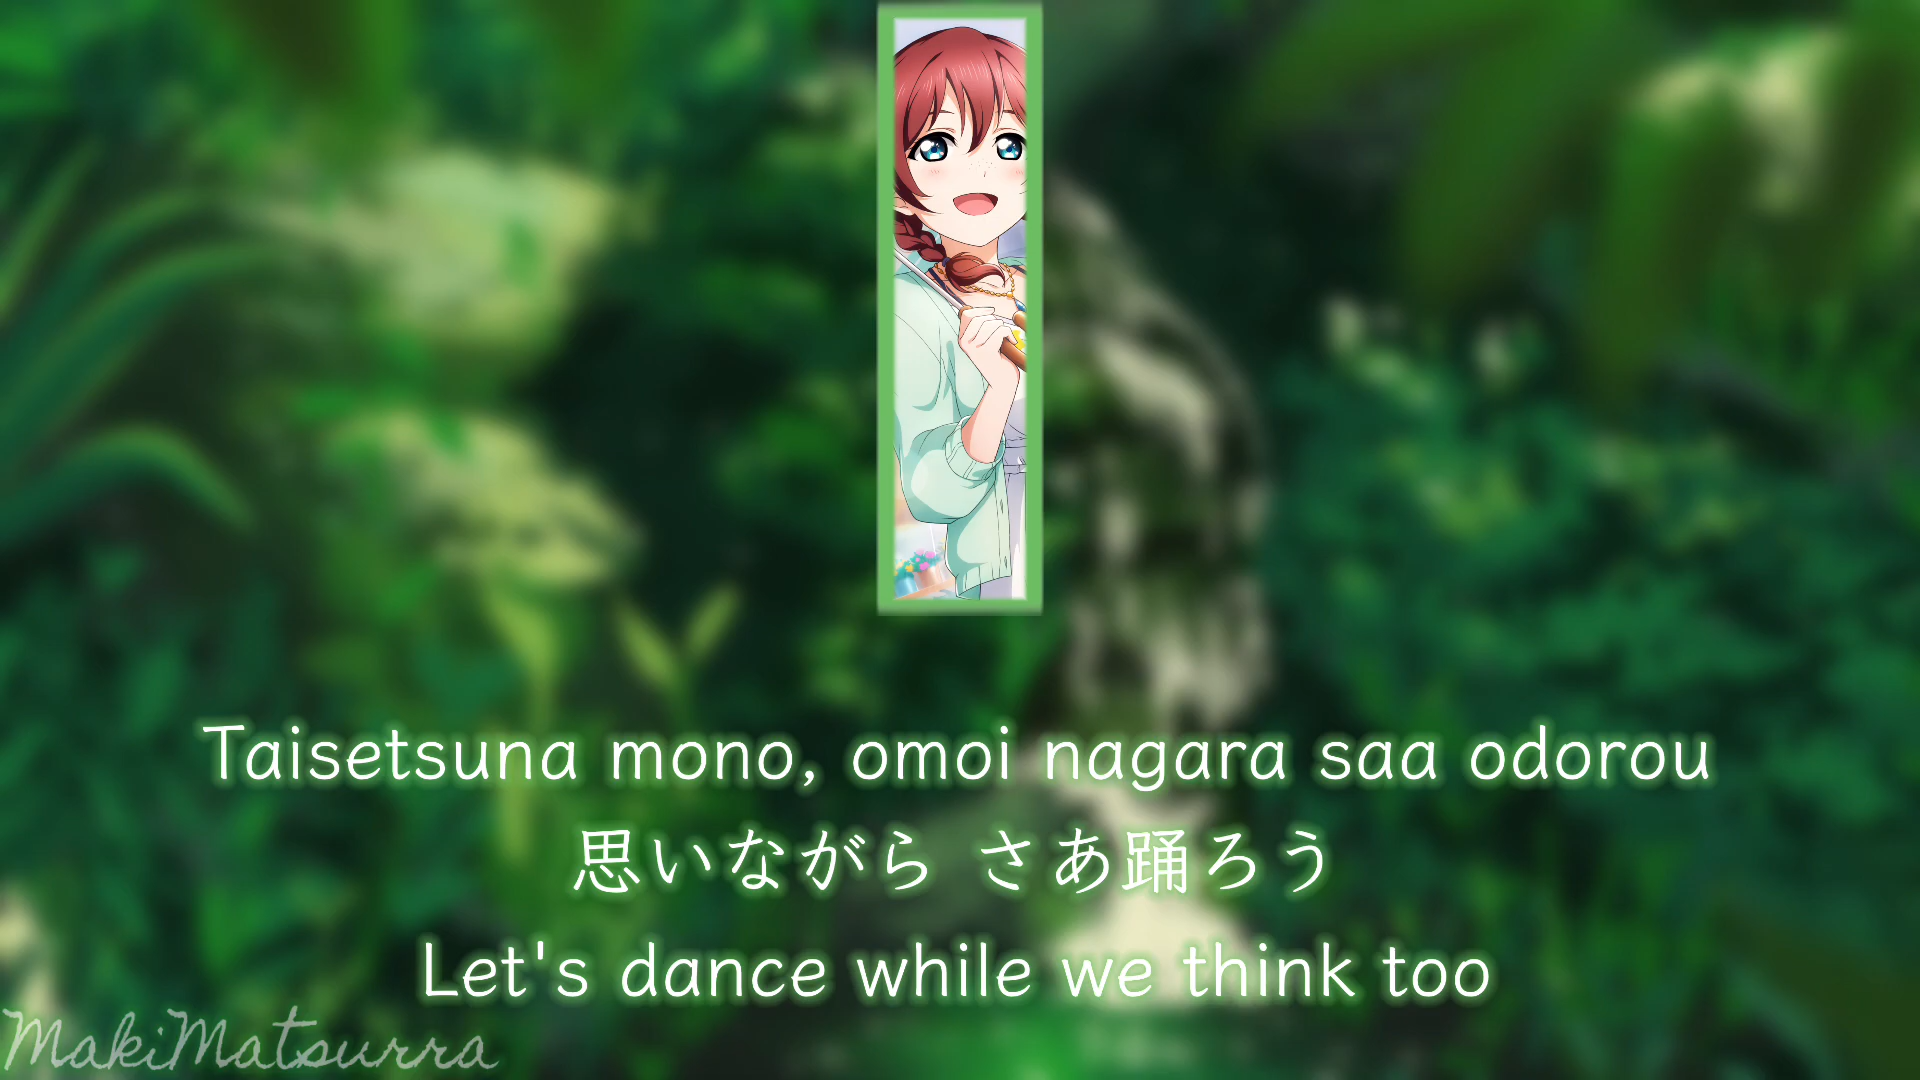 Taisetsuna mono, omoi nagara saa odorou
思いながら さあ踊ろう
Let's dance while we think too
MakiMatsurra